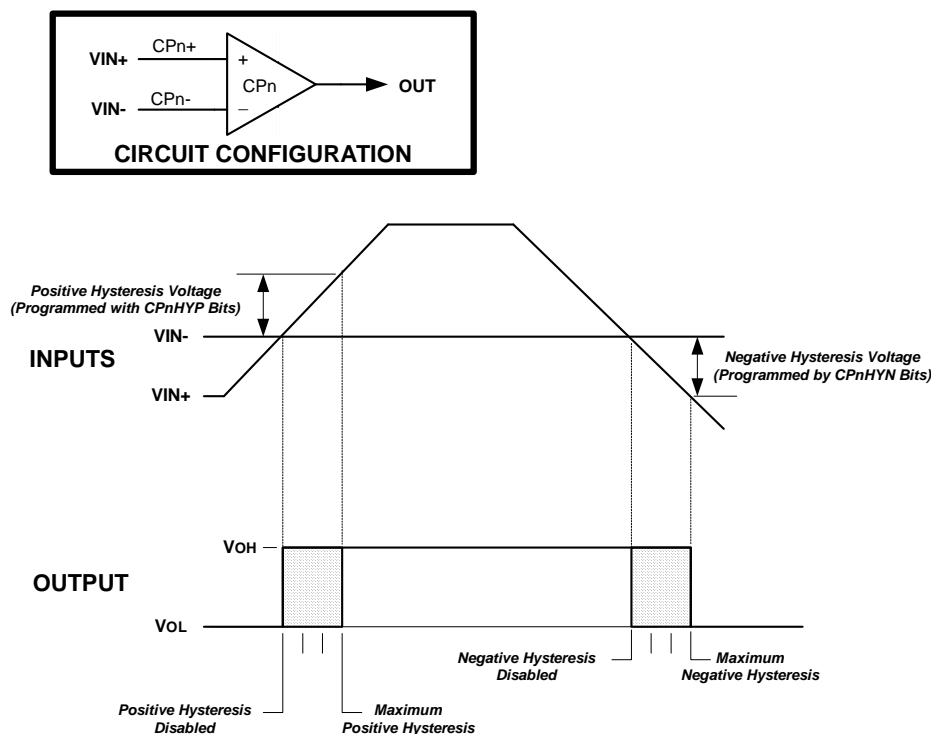 VIN+
CPn+
+
CPn
OUT
VIN-
CPn-
_
CIRCUIT CONFIGURATION
Positive Hysteresis Voltage
(Programmed with CPnHYP Bits)
VIN-
INPUTS
VIN+
Negative Hysteresis Voltage
(Programmed by CPnHYN Bits)
VOH
OUTPUT
VOL
Negative Hysteresis
Disabled
Maximum
Negative Hysteresis
Positive Hysteresis
Disabled
Maximum
Positive Hysteresis